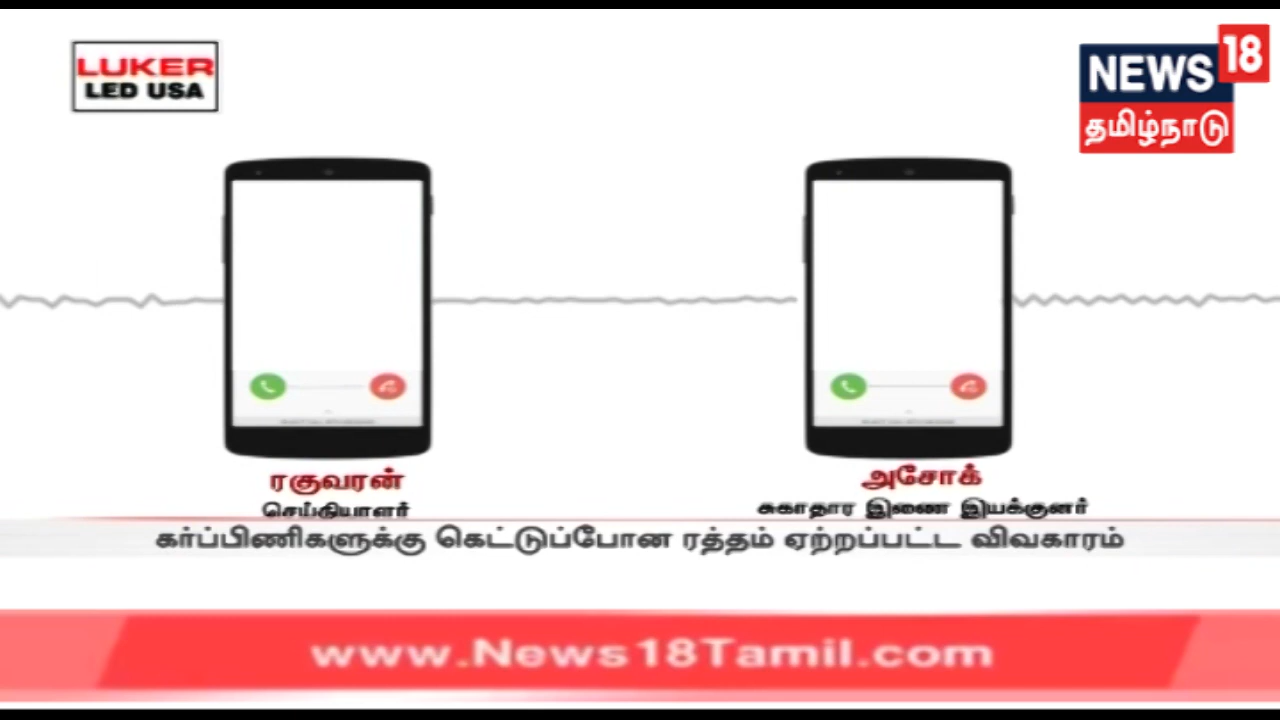 LUKER
LED USA
NEWS 18
தமிழ்நாடு
ரகுவரன்
செய்தியாளர்
அசோக்
சுகாதார இணை இயக்குனர்
கர்ப்பிணிகளுக்கு கெட்டுப்போன ரத்தம் ஏற்றப்பட்ட விவகாரம்
www.News18Tamil.com